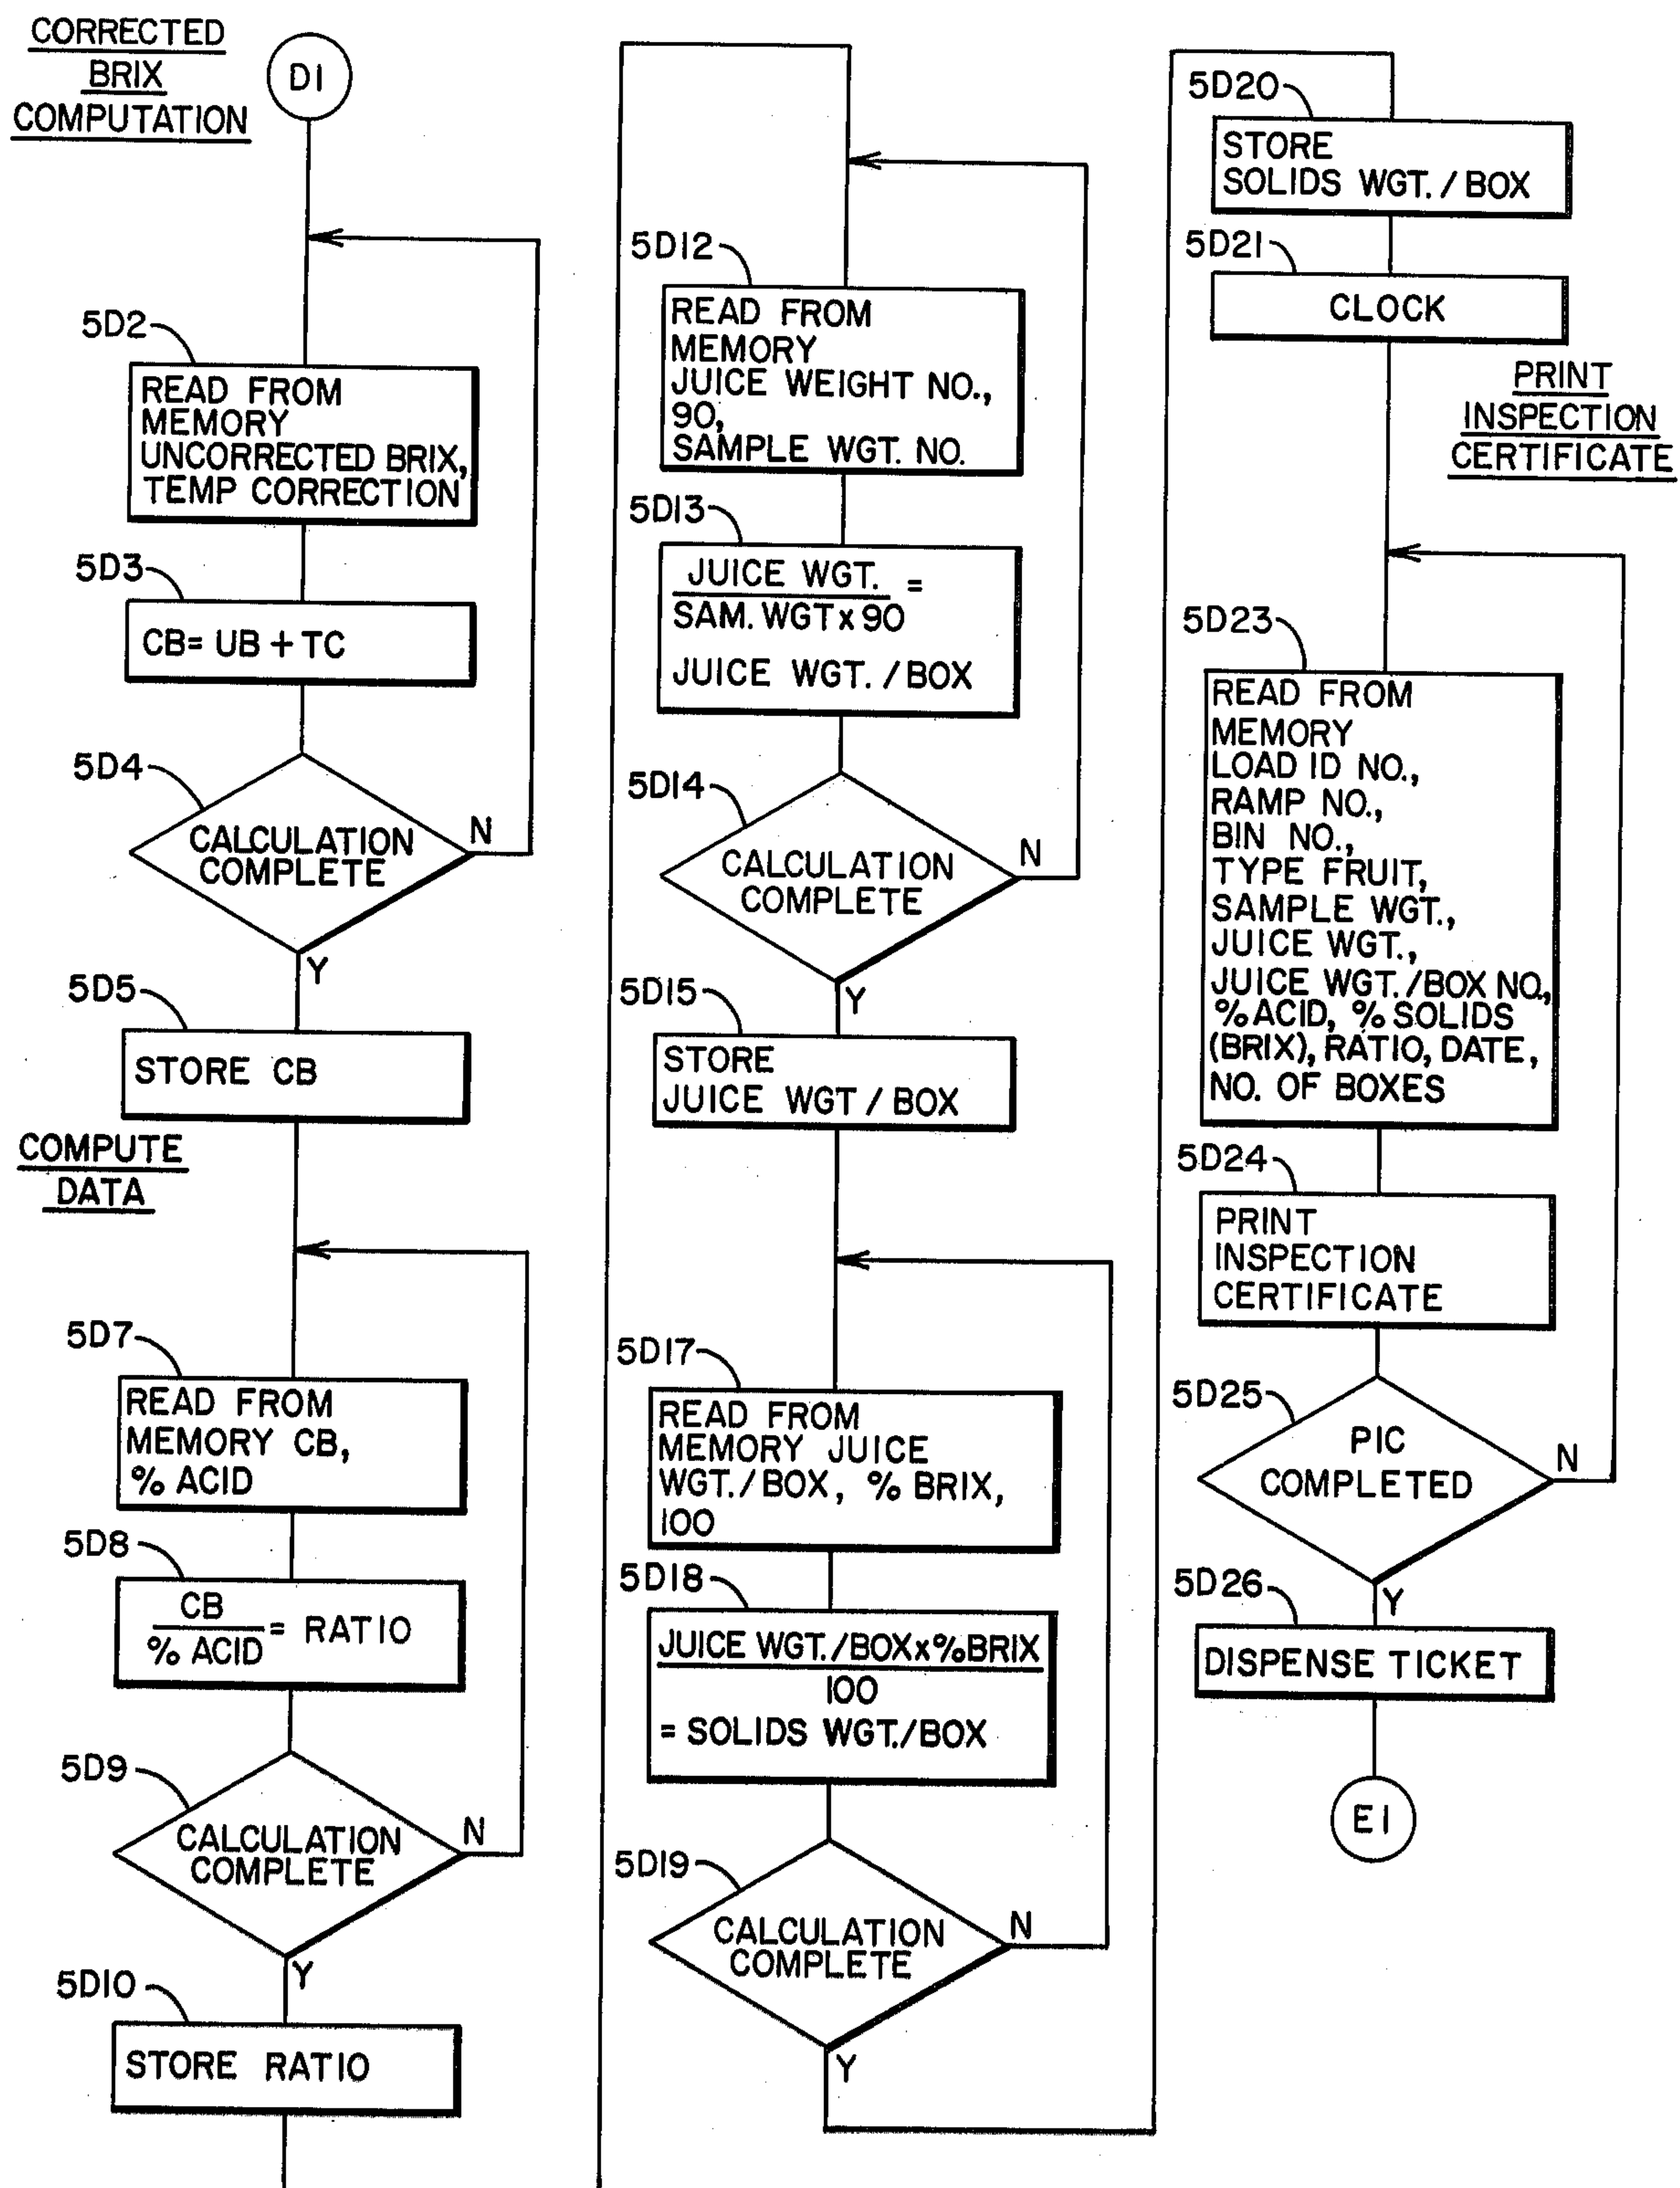 CORRECTED
BRIX
COMPUTATION
D1
5D2
READ FROM
MEMORY
UNCORRECTED BRIX,
TEMP CORRECTION
5D3
CB= UB + TC
5D4
CALCULATION
COMPLETE
N
Y
5D5
STORE CB
COMPUTE
DATA
5D7
READ FROM
MEMORY CB,
% ACID
5D8
CB
% ACID
= RATIO
5D9
CALCULATION
COMPLETE
N
Y
5D10
STORE RATIO
5D12
READ FROM
MEMORY
JUICE WEIGHT NO.,
90,
SAMPLE WGT. NO.
5D13
JUICE WGT. =
SAM. WGT x 90
JUICE WGT. / BOX
5D14
CALCULATION
COMPLETE
N
Y
5D15
STORE
JUICE WGT / BOX
5D17
READ FROM
MEMORY JUICE
WGT./BOX, % BRIX,
100
5D18
JUICE WGT./BOXx%BRIX
100
= SOLIDS WGT./BOX
5D19
CALCULATION
COMPLETE
N
Y
5D20
STORE
SOLIDS WGT. / BOX
5D21
CLOCK
PRINT
INSPECTION
CERTIFICATE
5D23
READ FROM
MEMORY
LOAD ID NO.,
RAMP NO.,
BIN NO.,
TYPE FRUIT,
SAMPLE WGT.,
JUICE WGT.,
JUICE WGT./BOX NO.,
% ACID, % SOLIDS
(BRIX), RATIO, DATE,
NO. OF BOXES
5D24
PRINT
INSPECTION
CERTIFICATE
5D25
PIC
COMPLETED
N
Y
5D26
DISPENSE TICKET
E1